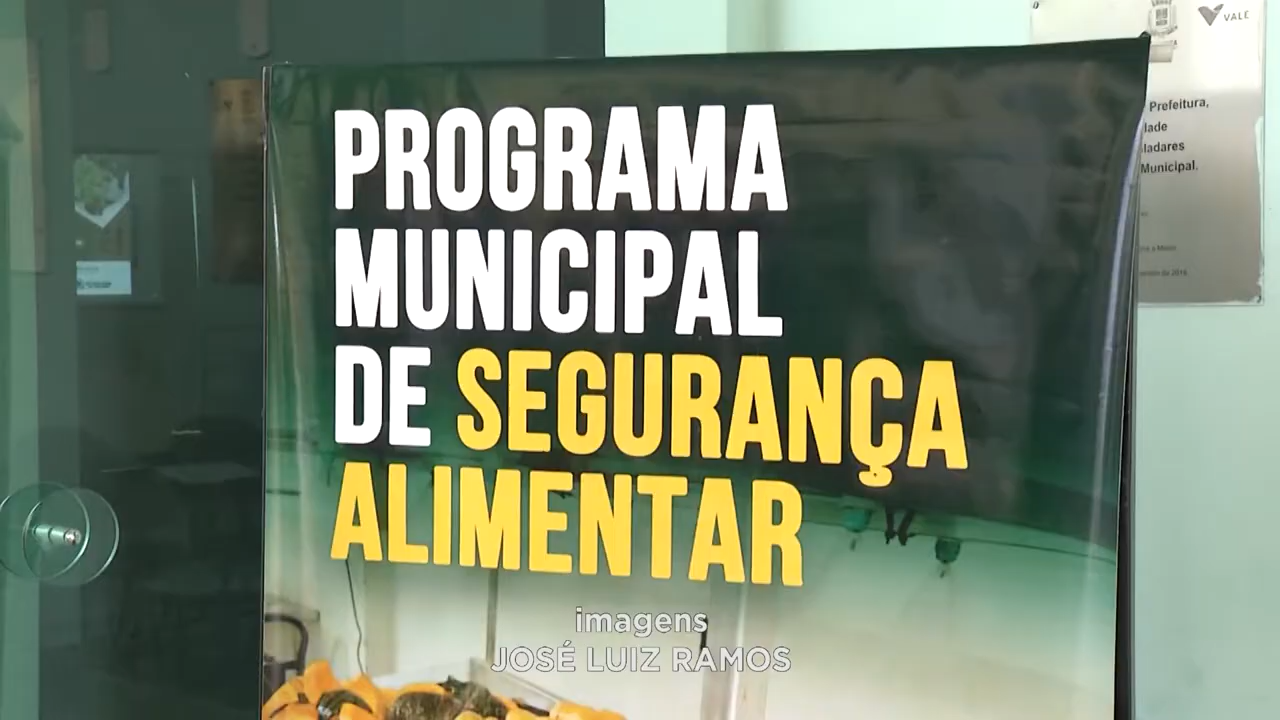 PROGRAMA
MUNICIPAL
DE SEGURANÇA
ALIMENTAR
imagens
JOSÉ LUIZ RAMOS
VALE
Prefeitura,
Municipal.